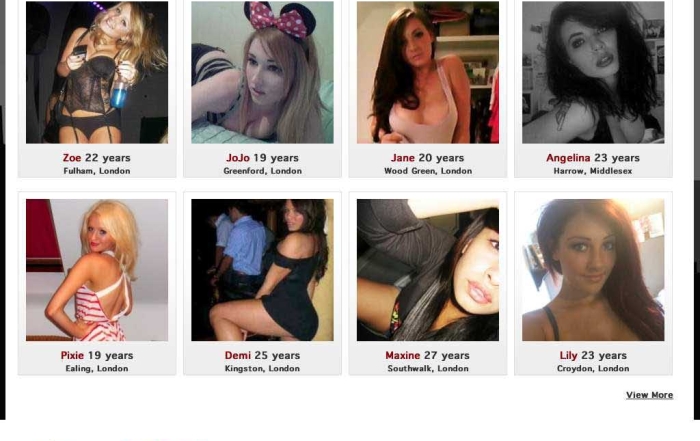 Zoe 22 years
Fulham, London
JoJo 19 years
Greenford, London
Jane 20 years
Wood Green, London
Angelina 23 years
Harrow, Middlesex
Pixie 19 years
Ealing, London
Demi 25 years
Kingston, London
Maxine 27 years
Southwalk, London
Lily 23 years
Croydon, London
View More